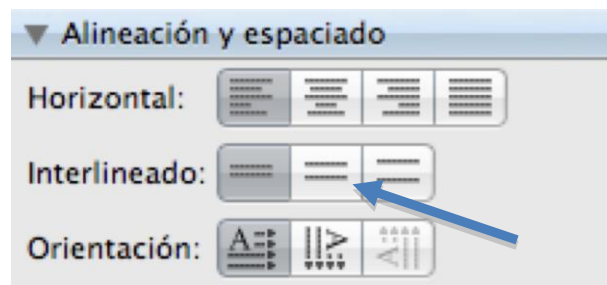 Alineación y espaciado
Horizontal:
Interlineado:
Orientación: